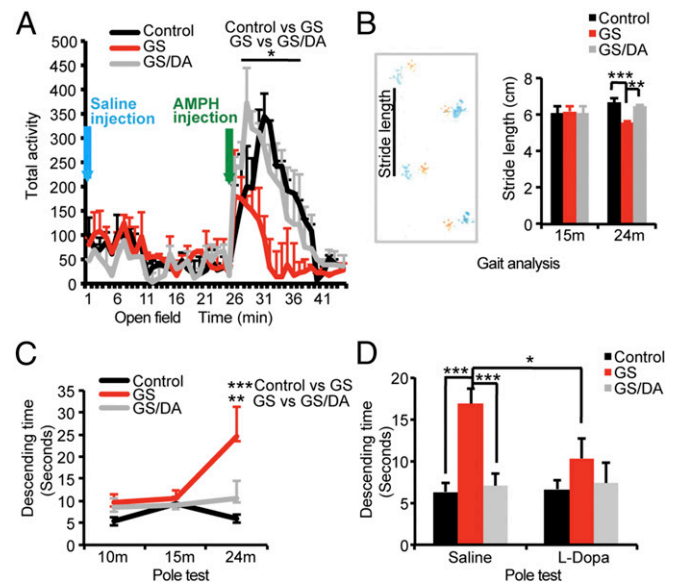 A
Control
GS
GS/DA
Control vs GS
GS vs GS/DA
*
Saline
injection
AMPH
injection
Total activity
500
450
400
350
300
250
200
150
100
50
0
1 6 11 16 21 26 31 36 41
Open field Time (min)
B
Stride length
Control
GS
GS/DA
*** **
Stride length (cm)
10
8
6
4
2
0
15m 24m
Gait analysis
C
Control
GS
GS/DA
*** Control vs GS
** GS vs GS/DA
Descending time
(Seconds)
35
30
25
20
15
10
5
0
10m 15m 24m
Pole test
D
Control
GS
GS/DA
*** *** *
Descending time
(Seconds)
20
15
10
5
0
Saline L-Dopa
Pole test